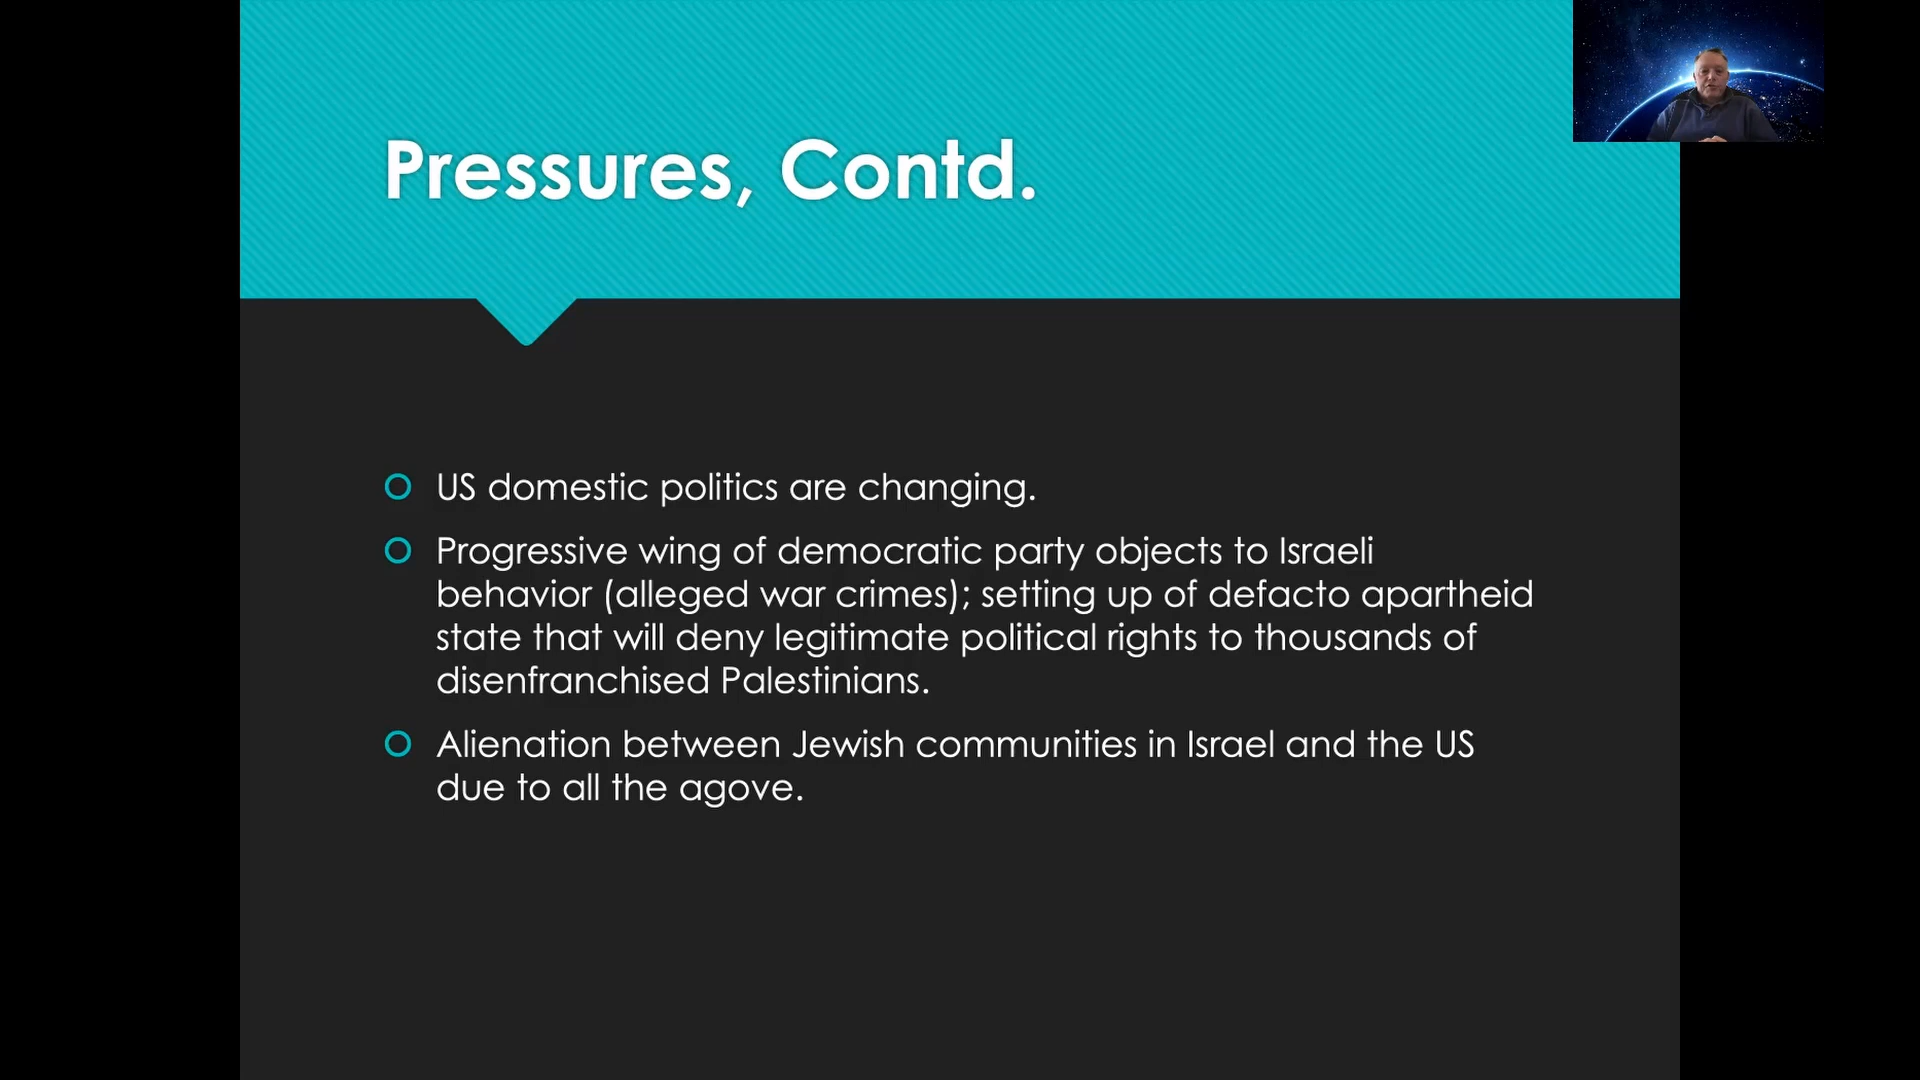 Pressures, Contd.
US domestic politics are changing.
Progressive wing of democratic party objects to Israeli
behavior (alleged war crimes); setting up of defacto apartheid
state that will deny legitimate political rights to thousands of
disenfranchised Palestinians.
Alienation between Jewish communities in Israel and the US
due to all the agove.